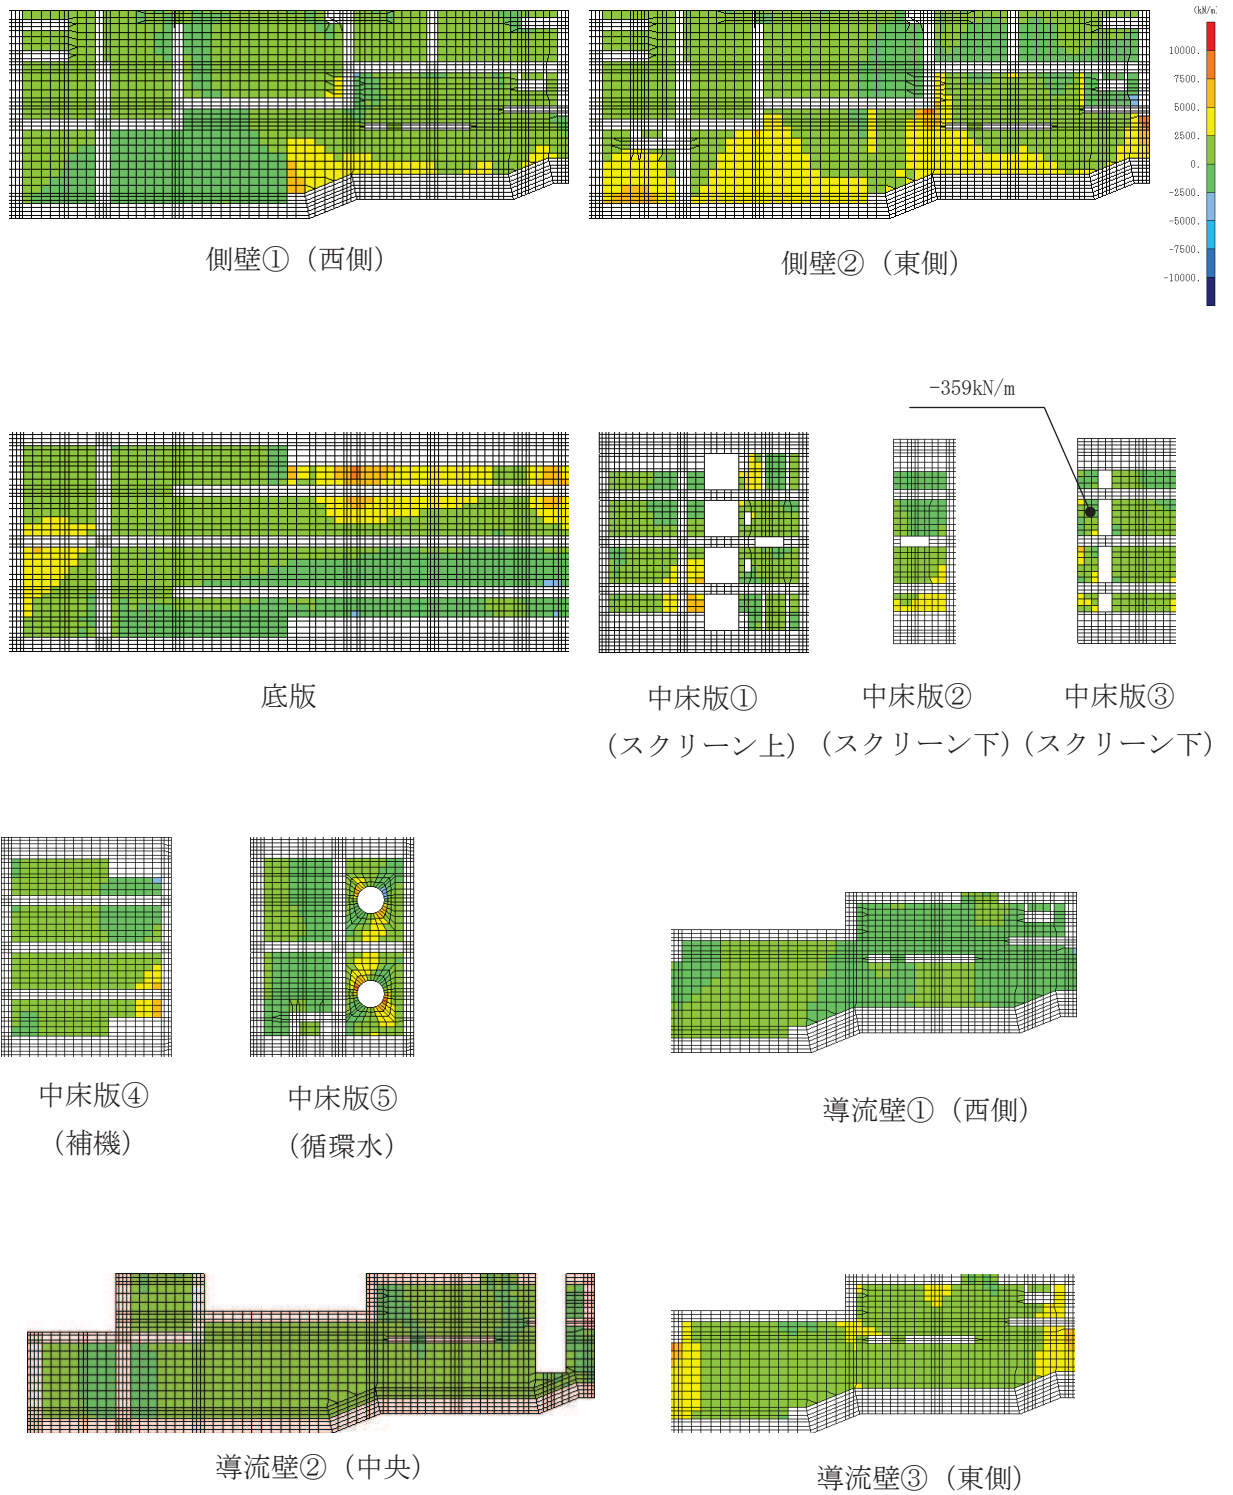 (kN/m)
10000.
7500.
5000.
2500.
0.
-2500.
-5000.
-7500.
-10000.
側壁①（西側）
側壁②（東側）
-359kN/m
底版
中床版①
（スクリーン上）
中床版②
（スクリーン下）
中床版③
（スクリーン下）
中床版④
（補機）
中床版⑤
（循環水）
導流壁①（西側）
導流壁②（中央）
導流壁③（東側）